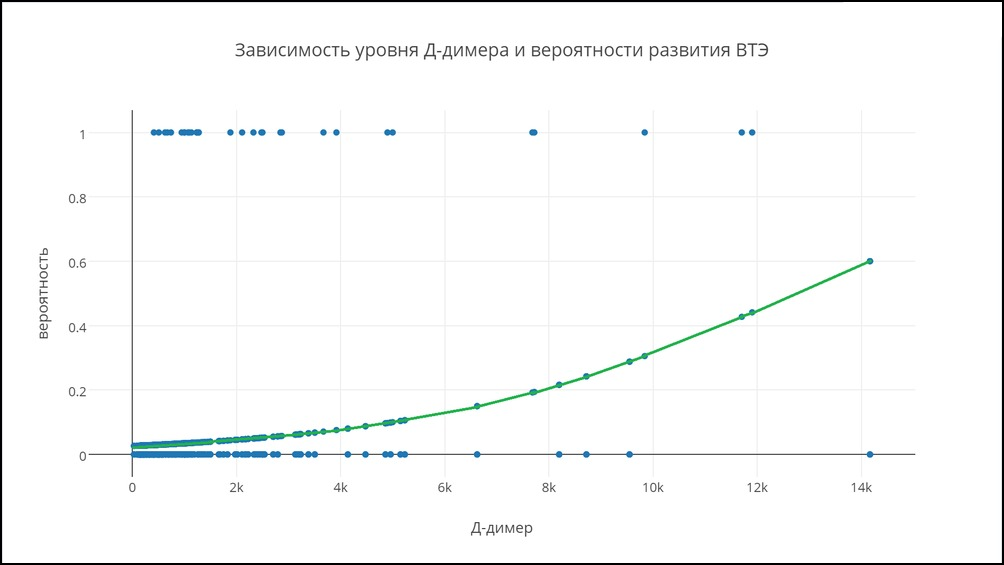 Зависимость уровня Д-димера и вероятности развития ВТЭ
вероятность
1
0.8
0.6
0.4
0.2
0
0 2k 4k 6k 8k 10k 12k 14k
Д-димер